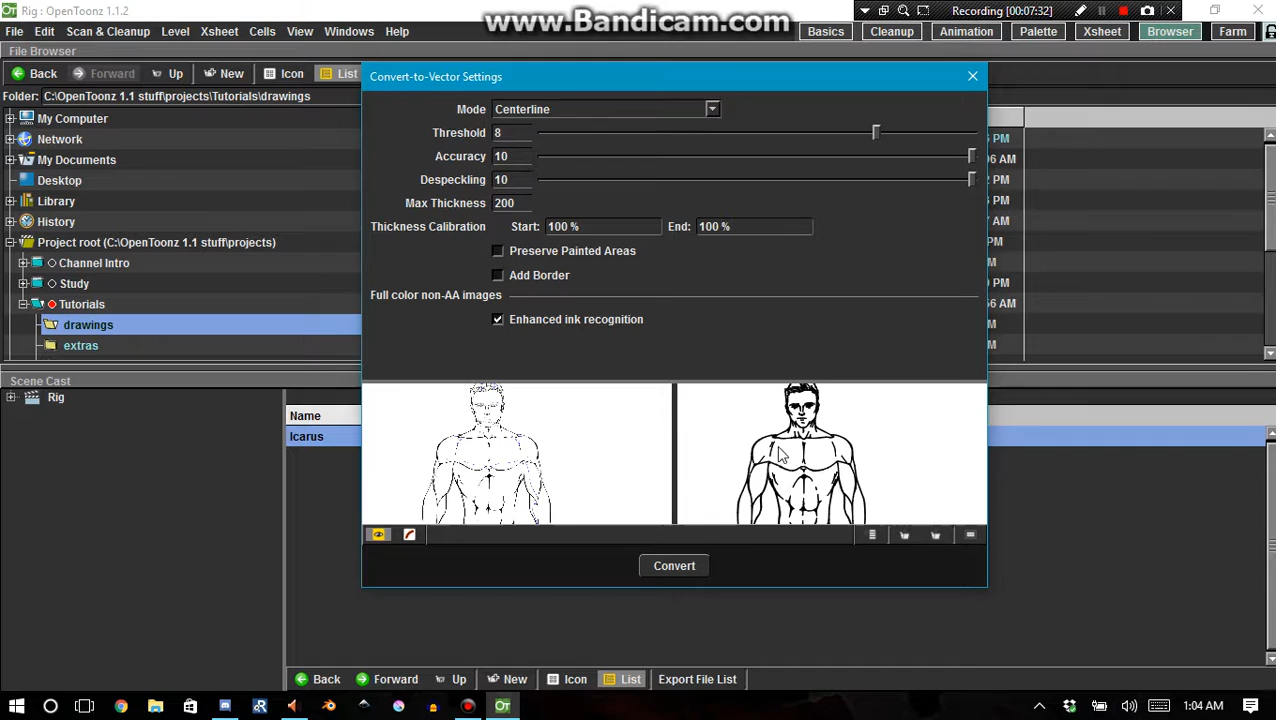 Rig : OpenToonz 1.1.2
www.Bandicam.com
Recording [00:07:32]
File Edit Scan & Cleanup Level Xsheet Cells View Windows Help
Basics Cleanup Animation Palette Xsheet Browser Farm
File Browser
Back Forward Up New Icon List
Folder: C:\OpenToonz 1.1 stuff\projects\Tutorials\drawings
My Computer
Network
My Documents
Desktop
Library
History
Project root (C:\OpenToonz 1.1 stuff\projects)
Channel Intro
Study
Tutorials
drawings
extras
Convert-to-Vector Settings
Mode Centerline
Threshold 8
Accuracy 10
Despeckling 10
Max Thickness 200
Thickness Calibration Start: 100 % End: 100 %
Preserve Painted Areas
Add Border
Full color non-AA images
Enhanced ink recognition
Convert
Scene Cast
Rig
Name
Icarus
Back Forward Up New Icon List Export File List
1:04 AM